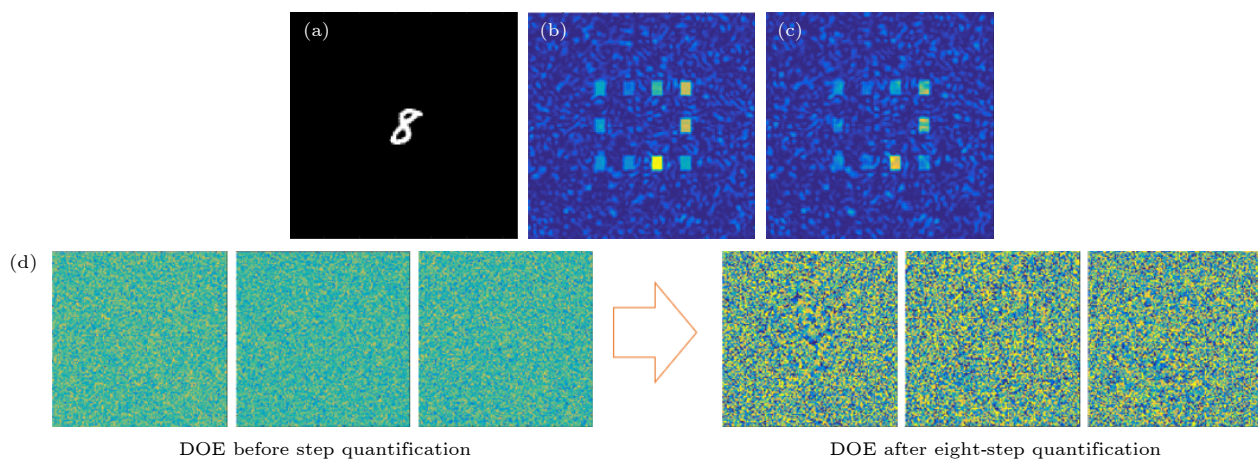 (a)
(b)
(c)
(d)
DOE before step quantification
DOE after eight-step quantification